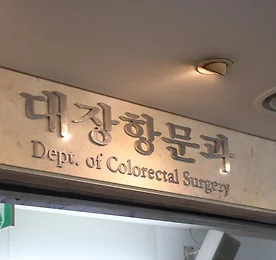 대장항문과
Dept. of Colorectal Surgery